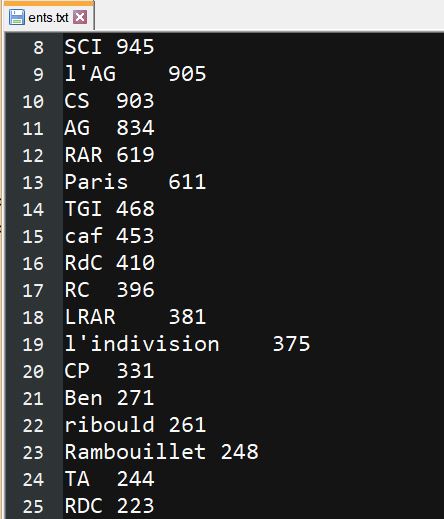 ents.txt
8 SCI 945
9 l'AG 905
10 CS 903
11 AG 834
12 RAR 619
13 Paris 611
14 TGI 468
15 caf 453
16 RdC 410
17 RC 396
18 LRAR 381
19 l'indivision 375
20 CP 331
21 Ben 271
22 ribould 261
23 Rambouillet 248
24 TA 244
25 RDC 223